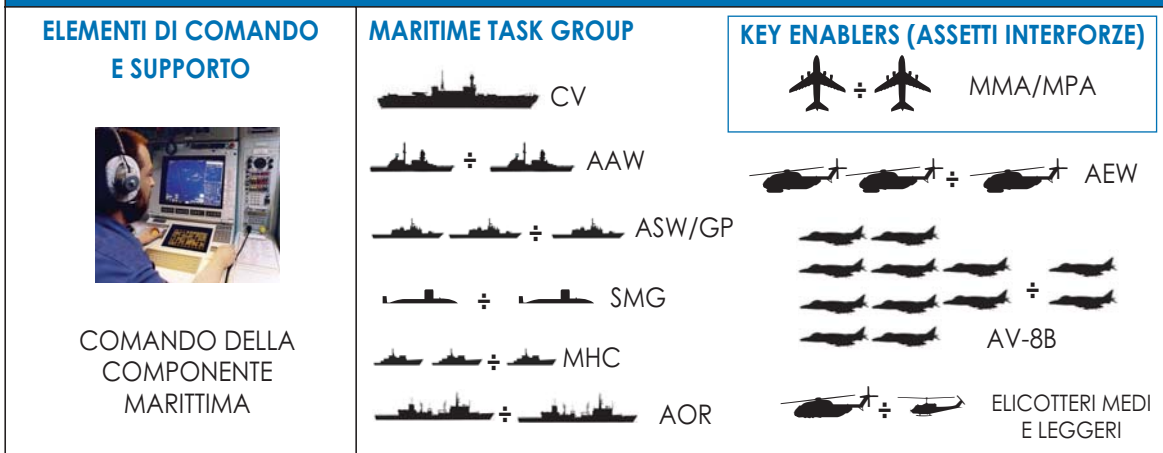 ELEMENTI DI COMANDO
E SUPPORTO
COMANDO DELLA
COMPONENTE
MARITTIMA
MARITIME TASK GROUP
CV
÷ AAW
÷ ASW/GP
÷ SMG
÷ MHC
÷ AOR
KEY ENABLERS (ASSETTI INTERFORZE)
÷ MMA/MPA
÷ AEW
÷
AV-8B
÷ ELICOTTERI MEDI
E LEGGERI